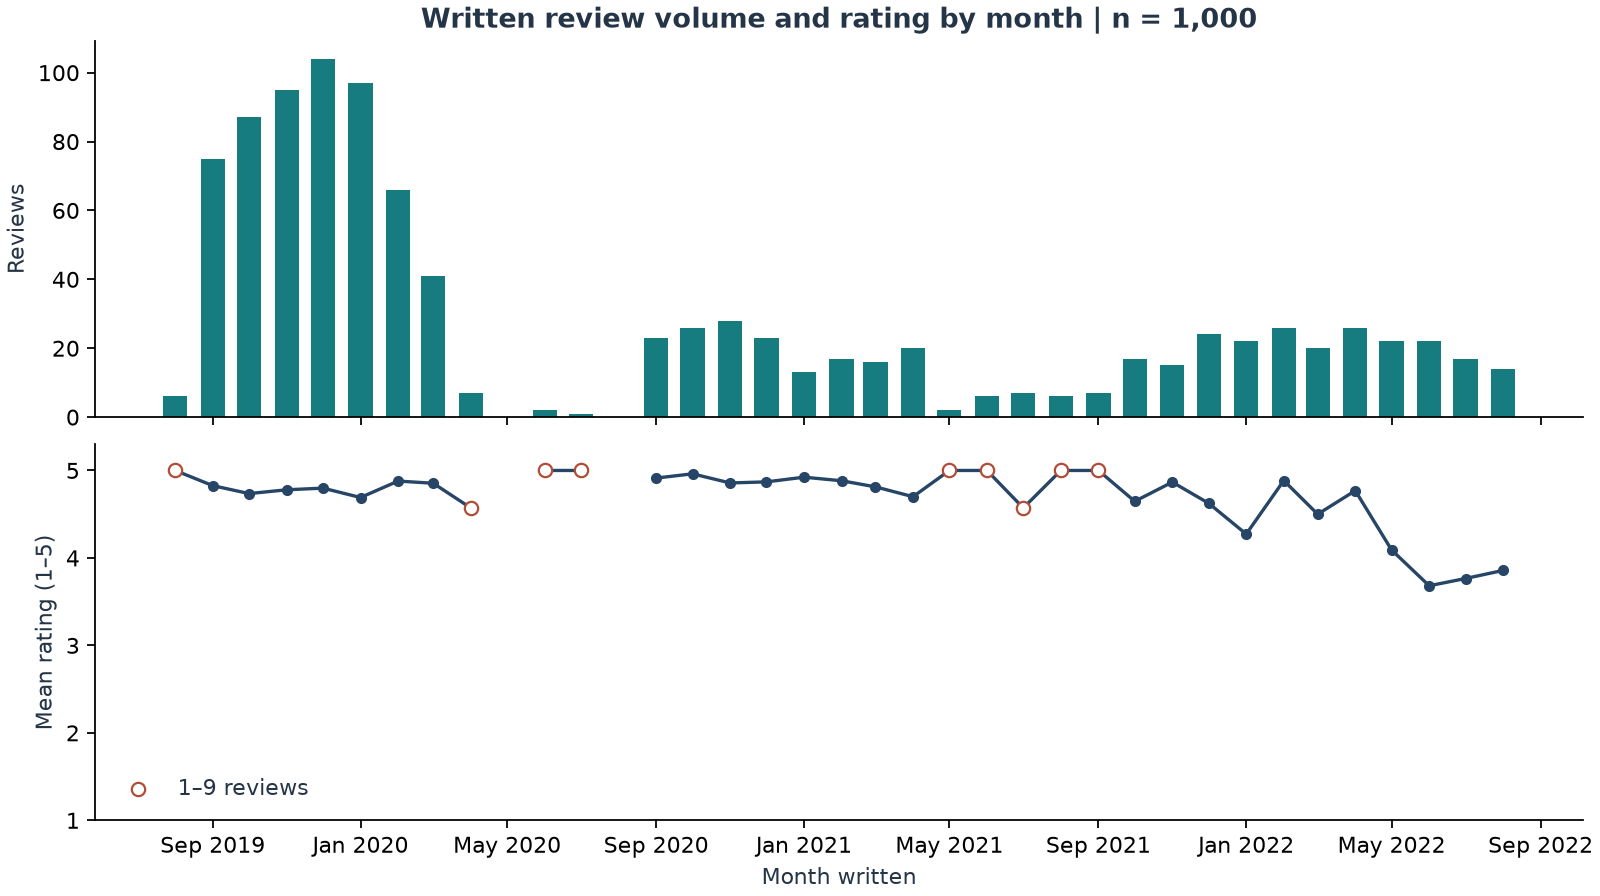 Written review volume and rating by month | n = 1,000
100
80
60
40
20
0
Reviews
5
4
3
2
1
Mean rating (1–5)
1–9 reviews
Sep 2019
Jan 2020
May 2020
Sep 2020
Jan 2021
May 2021
Sep 2021
Jan 2022
May 2022
Sep 2022
Month written